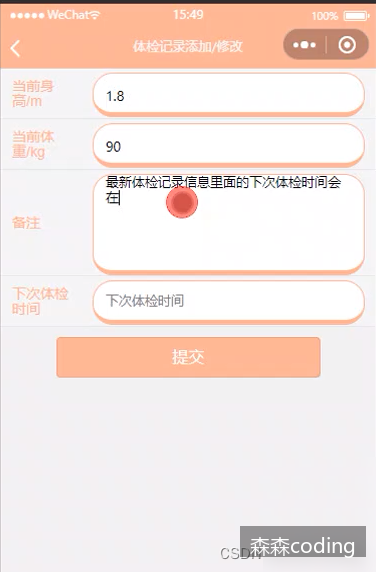 WeChat
15:49
100%
体检记录添加/修改
当前身
高/m
1.8
当前体
重/kg
90
备注
最新体检记录信息里面的下次体检时间会
在
下次体检
时间
下次体检时间
提交
CSDN
森森coding